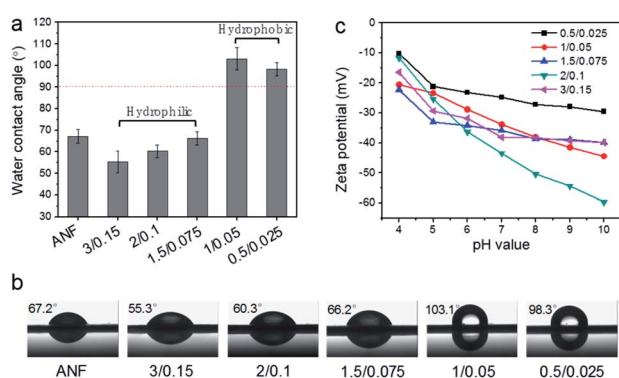 a
Water contact angle (°)
130
120
110
100
90
80
70
60
50
40
30
Hydrophobic
Hydrophilic
ANF
3/0.15
2/0.1
1.5/0.075
1/0.05
0.5/0.025
c
Zeta potential (mV)
0
-10
-20
-30
-40
-50
-60
0.5/0.025
1/0.05
1.5/0.075
2/0.1
3/0.15
4 5 6 7 8 9 10
pH value
b
67.2° 55.3° 60.3° 66.2° 103.1° 98.3°
ANF 3/0.15 2/0.1 1.5/0.075 1/0.05 0.5/0.025